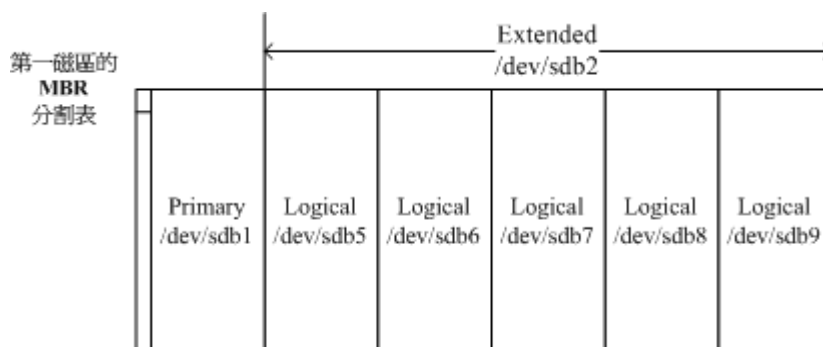 第一磁區的
MBR
分割表
Extended
/dev/sdb2
Primary
/dev/sdb1
Logical
/dev/sdb5
Logical
/dev/sdb6
Logical
/dev/sdb7
Logical
/dev/sdb8
Logical
/dev/sdb9